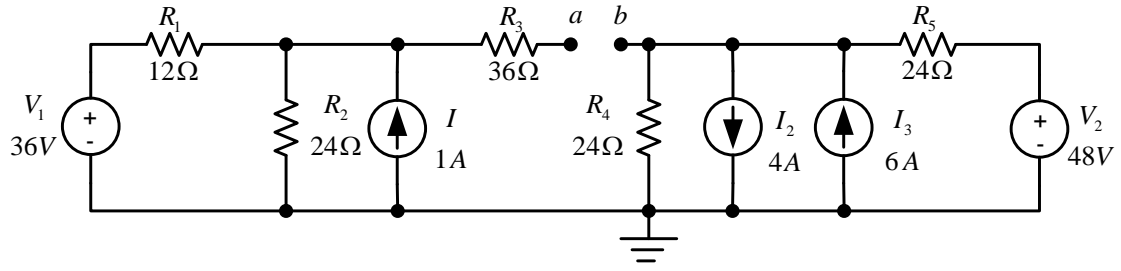 R₁ R₃ a b R₅
12Ω 36Ω 24Ω
V₁ + R₂ I R₄ I₂ I₃ + V₂
36V - 24Ω 1A 24Ω 4A 6A - 48V